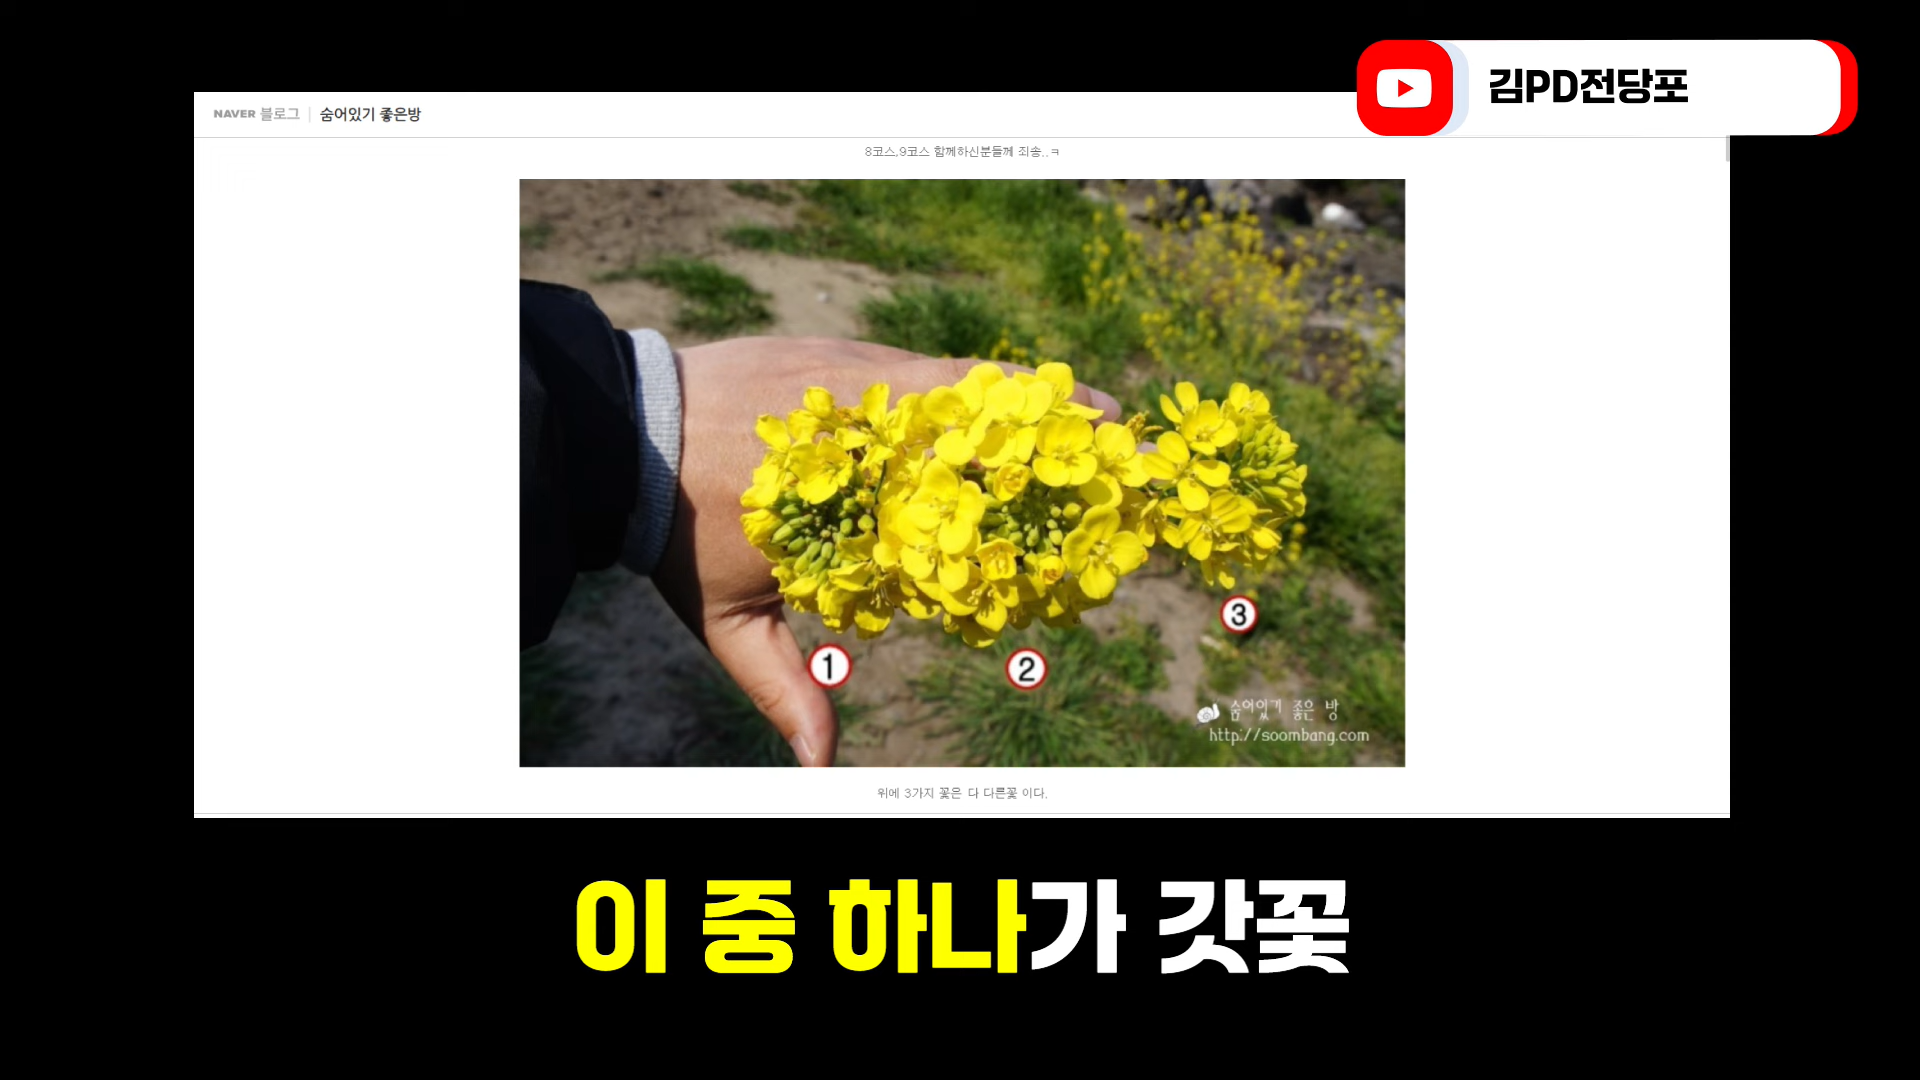 김PD전당포
NAVER 블로그 | 숨어있기 좋은방
8코스,9코스 함께하신분들께 죄송..ㅋ
1
2
3
숨어있기 좋은 방
http://soombang.com
위에 3가지 꽃은 다 다른꽃 이다.
이 중 하나가 갓꽃